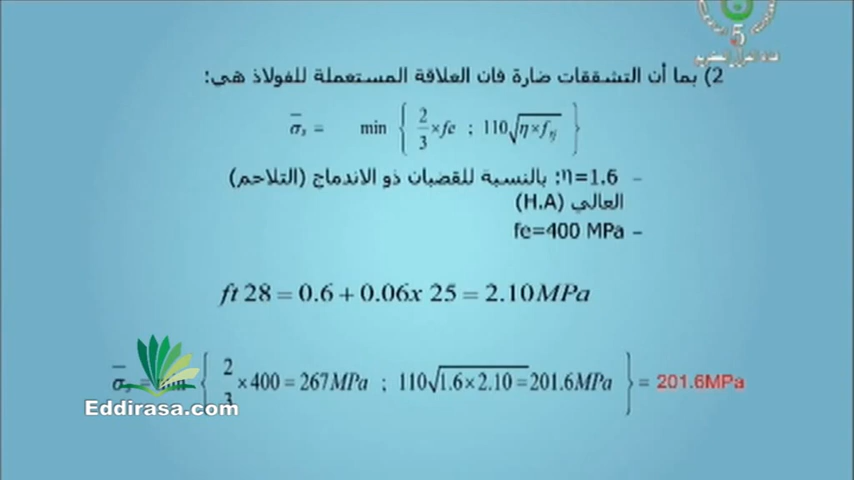 5
2) بما أن التشققات ضارة فان العلاقة المستعملة للفولاذ هي:
σ̅s = min { 2/3 × fe ; 110√(η × ftj) }
- η=1.6: بالنسبة للقضبان ذو الاندماج (التلاحم)
العالي (H.A)
- fe=400 MPa
ft 28 = 0.6 + 0.06x 25 = 2.10MPa
σ̅s = min { 2/3 × 400 = 267MPa ; 110√(1.6 × 2.10) = 201.6MPa } = 201.6MPa
Eddirasa.com